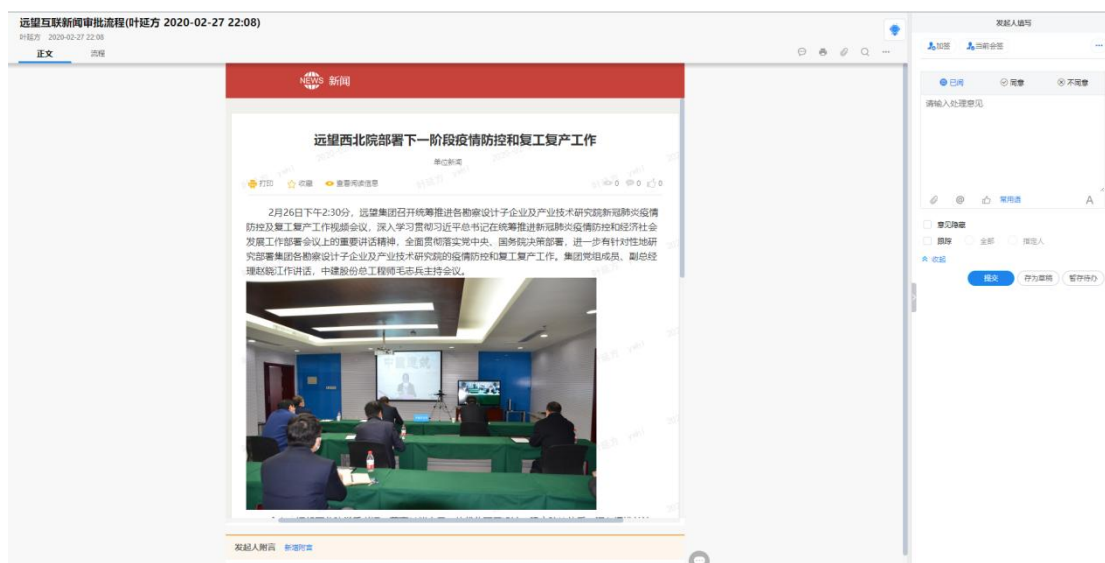 远望互联新闻审批流程(叶延方 2020-02-27 22:08)
叶延方 2020-02-27 22:08
正文 流程
NEWS 新闻
远望西北院部署下一阶段疫情防控和复工复产工作
单位新闻
打印 收藏 查看阅读信息
0 0 0
2月26日下午2:30分，远望集团召开统筹推进各勘察设计子企业及产业技术研究院新冠肺炎疫情
防控及复工复产工作视频会议，深入学习贯彻习近平总书记在统筹推进新冠肺炎疫情防控和经济社会
发展工作部署会议上的重要讲话精神，全面贯彻落实党中央、国务院决策部署，进一步有针对性地研
究部署集团各勘察设计子企业及产业技术研究院的疫情防控和复工复产工作。集团党组成员、副总经
理赵晓江作讲话，中建股份总工程师毛志兵主持会议。
中建
发起人附言 新增附言
发起人填写
加签 当前会签
已阅 同意 不同意
请输入处理意见
@ 常用语 A
意见隐藏
跟踪 全部 指定人
收起
提交 存为草稿 暂存待办